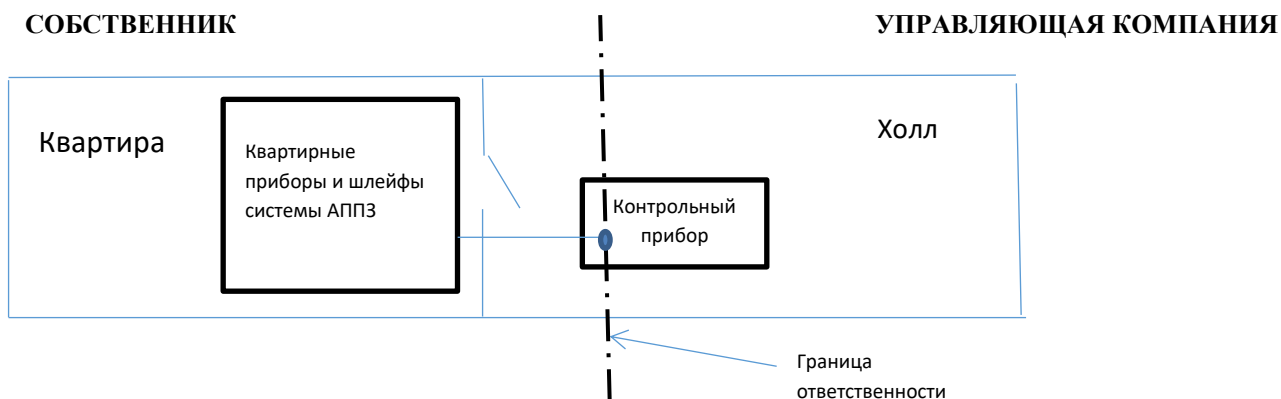 СОБСТВЕННИК
УПРАВЛЯЮЩАЯ КОМПАНИЯ
Квартира
Квартирные
приборы и шлейфы
системы АППЗ
Холл
Контрольный
прибор
Граница
ответственности